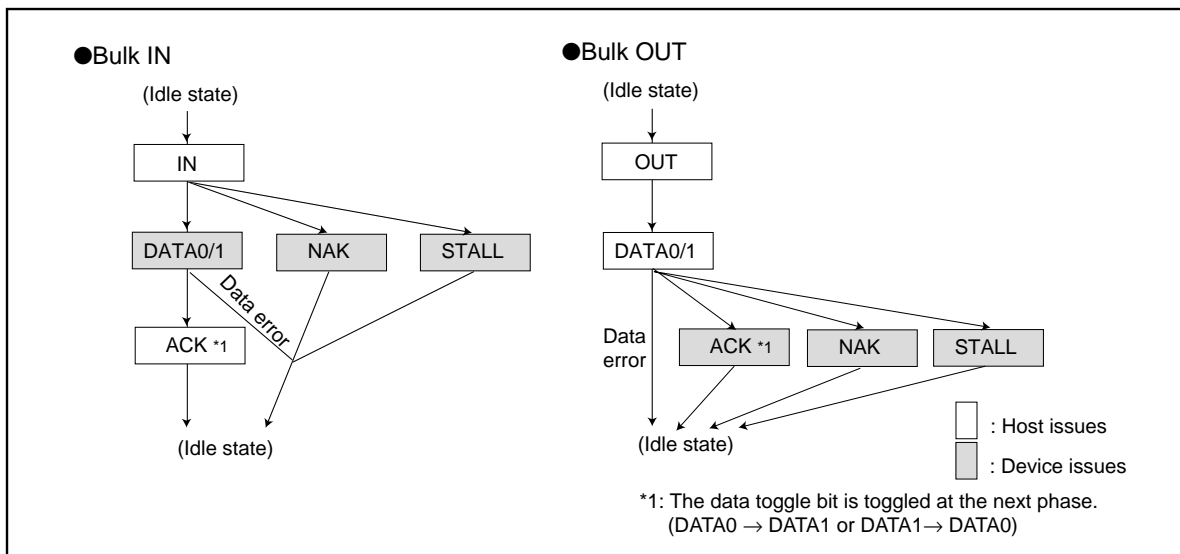 ●Bulk IN
(Idle state)
IN
DATA0/1
NAK
STALL
Data error
ACK *1
(Idle state)
●Bulk OUT
(Idle state)
OUT
DATA0/1
Data
error
ACK *1
NAK
STALL
(Idle state)
: Host issues
: Device issues
*1: The data toggle bit is toggled at the next phase.
(DATA0 → DATA1 or DATA1→ DATA0)